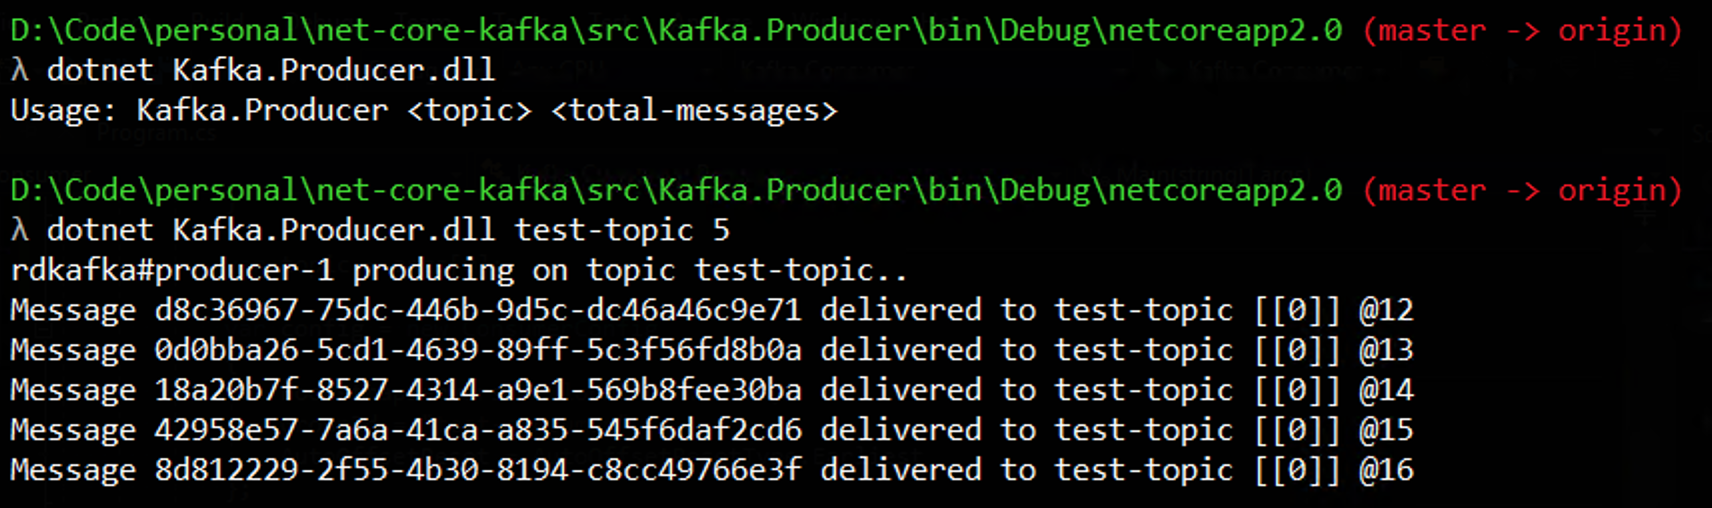 D:\Code\personal\net-core-kafka\src\Kafka.Producer\bin\Debug\netcoreapp2.0 (master -> origin)
λ dotnet Kafka.Producer.dll
Usage: Kafka.Producer <topic> <total-messages>
D:\Code\personal\net-core-kafka\src\Kafka.Producer\bin\Debug\netcoreapp2.0 (master -> origin)
λ dotnet Kafka.Producer.dll test-topic 5
rdkafka#producer-1 producing on topic test-topic..
Message d8c36967-75dc-446b-9d5c-dc46a46c9e71 delivered to test-topic [[0]] @12
Message 0d0bba26-5cd1-4639-89ff-5c3f56fd8b0a delivered to test-topic [[0]] @13
Message 18a20b7f-8527-4314-a9e1-569b8fee30ba delivered to test-topic [[0]] @14
Message 42958e57-7a6a-41ca-a835-545f6daf2cd6 delivered to test-topic [[0]] @15
Message 8d812229-2f55-4b30-8194-c8cc49766e3f delivered to test-topic [[0]] @16